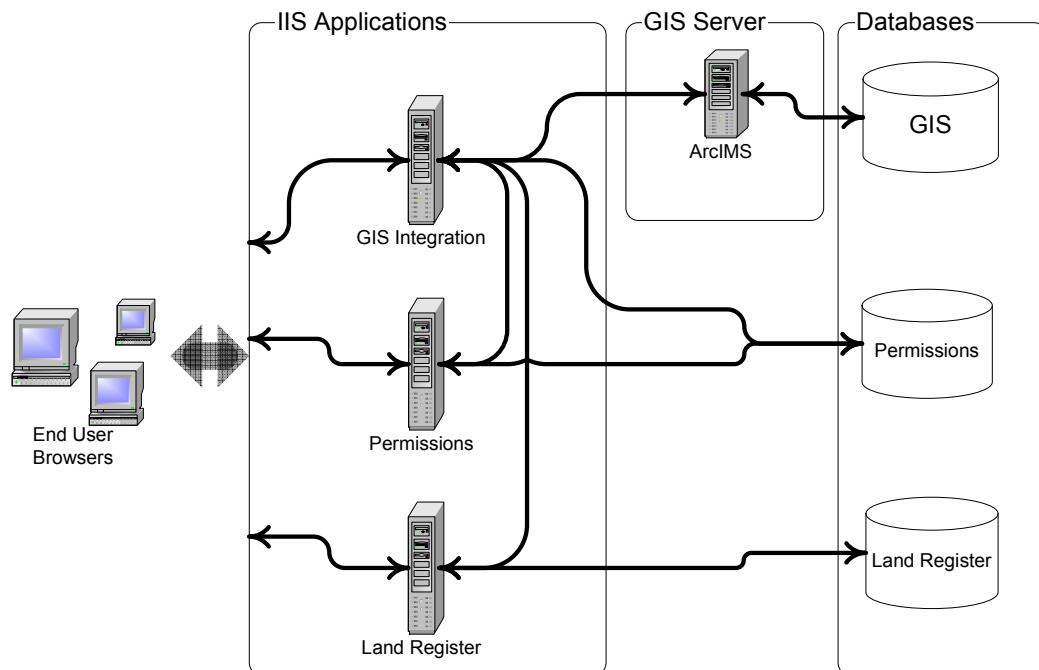 IIS Applications
GIS Server
Databases
ArcIMS
GIS
GIS Integration
End User
Browsers
Permissions
Permissions
Land Register
Land Register